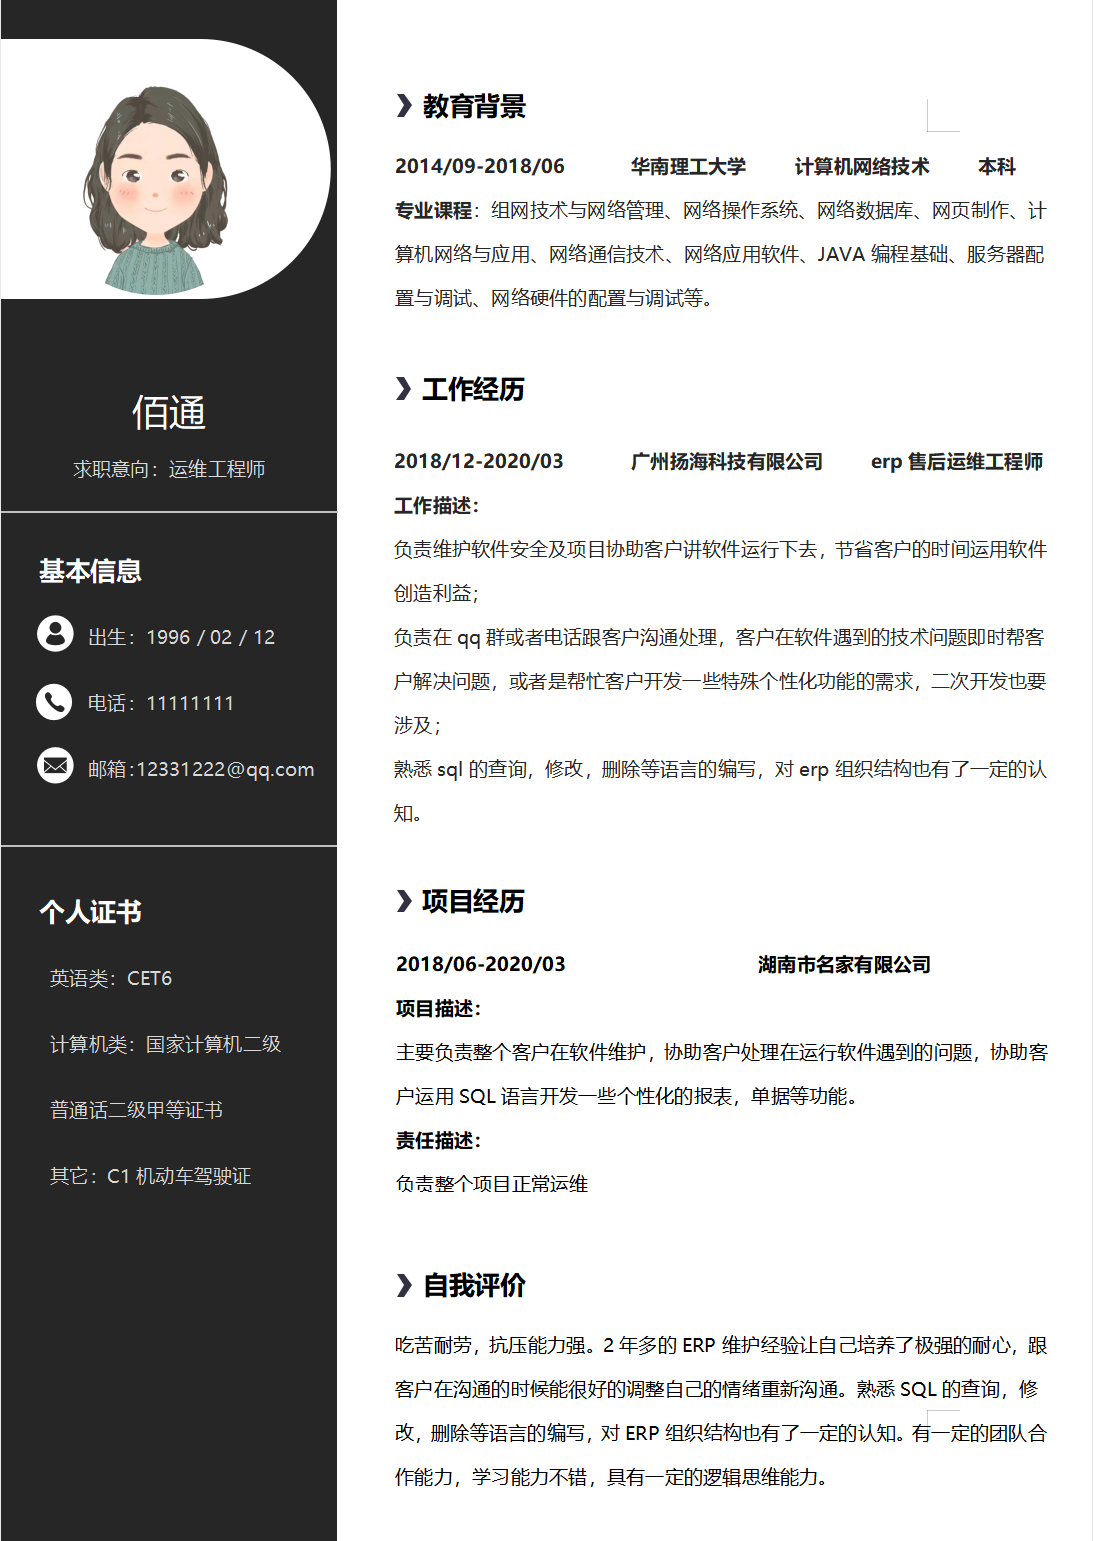 佰通
求职意向：运维工程师
基本信息
出生：1996 / 02 / 12
电话：11111111
邮箱:12331222@qq.com
个人证书
英语类：CET6
计算机类：国家计算机二级
普通话二级甲等证书
其它：C1 机动车驾驶证
教育背景
2014/09-2018/06 华南理工大学 计算机网络技术 本科
专业课程：组网技术与网络管理、网络操作系统、网络数据库、网页制作、计
算机网络与应用、网络通信技术、网络应用软件、JAVA 编程基础、服务器配
置与调试、网络硬件的配置与调试等。
工作经历
2018/12-2020/03 广州扬海科技有限公司 erp 售后运维工程师
工作描述：
负责维护软件安全及项目协助客户讲软件运行下去，节省客户的时间运用软件
创造利益；
负责在 qq 群或者电话跟客户沟通处理，客户在软件遇到的技术问题即时帮客
户解决问题，或者是帮忙客户开发一些特殊个性化功能的需求，二次开发也要
涉及；
熟悉 sql 的查询，修改，删除等语言的编写，对 erp 组织结构也有了一定的认
知。
项目经历
2018/06-2020/03 湖南市名家有限公司
项目描述：
主要负责整个客户在软件维护，协助客户处理在运行软件遇到的问题，协助客
户运用 SQL 语言开发一些个性化的报表，单据等功能。
责任描述：
负责整个项目正常运维
自我评价
吃苦耐劳，抗压能力强。2 年多的 ERP 维护经验让自己培养了极强的耐心，跟
客户在沟通的时候能很好的调整自己的情绪重新沟通。熟悉 SQL 的查询，修
改，删除等语言的编写，对 ERP 组织结构也有了一定的认知。有一定的团队合
作能力，学习能力不错，具有一定的逻辑思维能力。